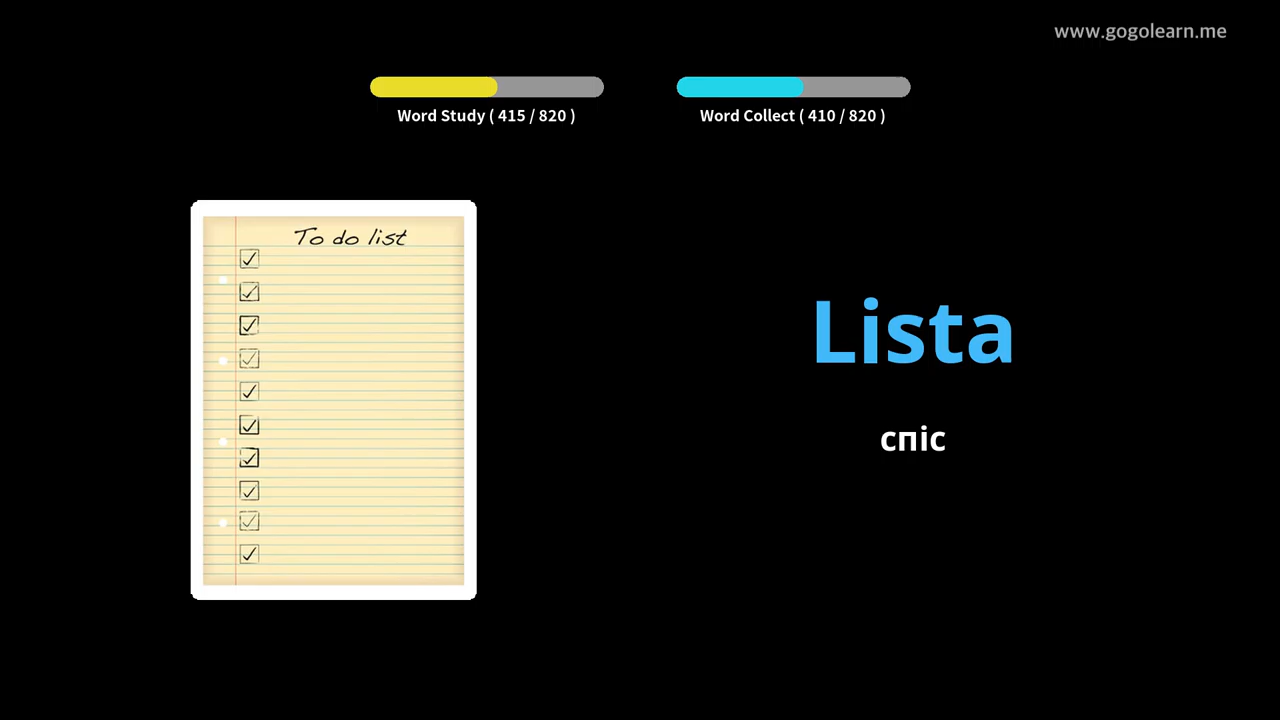 www.gogolearn.me
Word Study ( 415 / 820 )
Word Collect ( 410 / 820 )
To do list
Lista
спіс